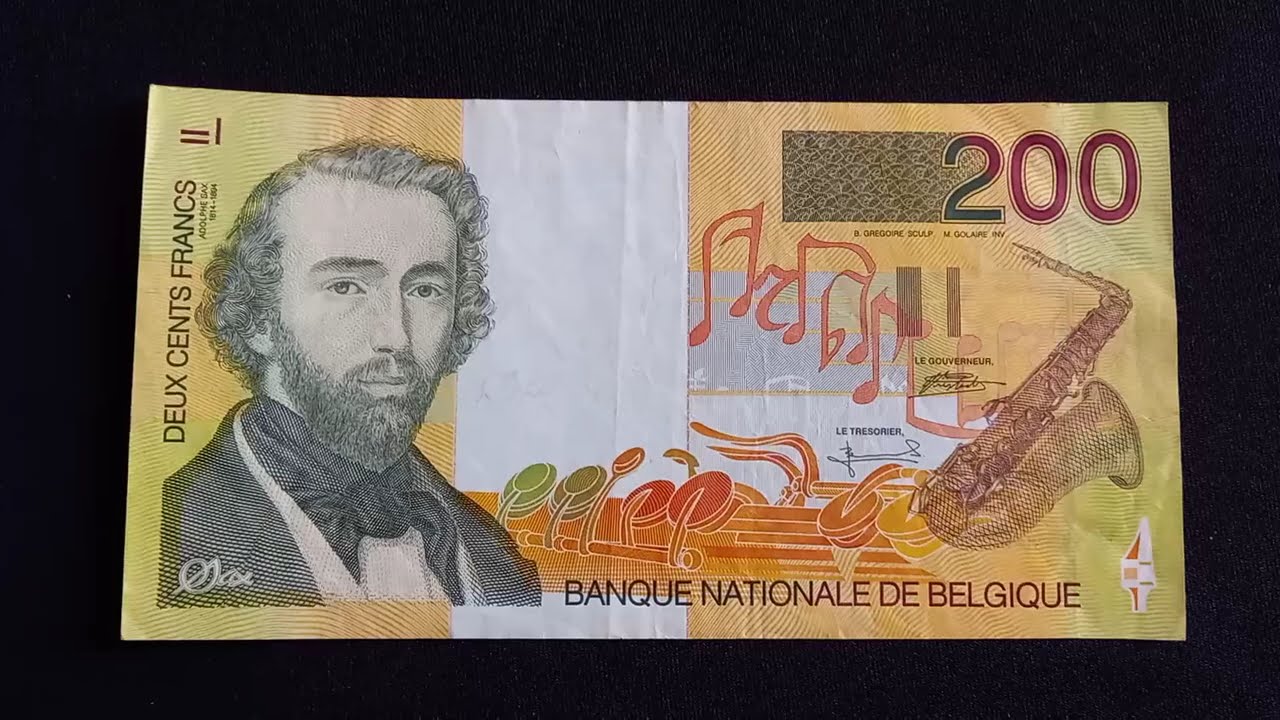 DEUX CENTS FRANCS
ADOLPHE SAX
1814-1894
200
B. GREGOIRE SCULP. M. GOLAIRE INV
LE GOUVERNEUR,
LE TRESORIER,
Sax
BANQUE NATIONALE DE BELGIQUE